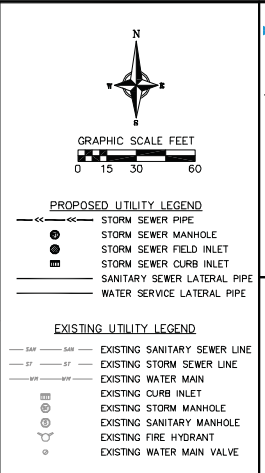 N
W E
S
GRAPHIC SCALE FEET
0 15 30 60
PROPOSED UTILITY LEGEND
<< << STORM SEWER PIPE
STORM SEWER MANHOLE
STORM SEWER FIELD INLET
STORM SEWER CURB INLET
SANITARY SEWER LATERAL PIPE
WATER SERVICE LATERAL PIPE
EXISTING UTILITY LEGEND
SAN SAN EXISTING SANITARY SEWER LINE
ST ST EXISTING STORM SEWER LINE
WM WM EXISTING WATER MAIN
EXISTING CURB INLET
EXISTING STORM MANHOLE
EXISTING SANITARY MANHOLE
EXISTING FIRE HYDRANT
EXISTING WATER MAIN VALVE